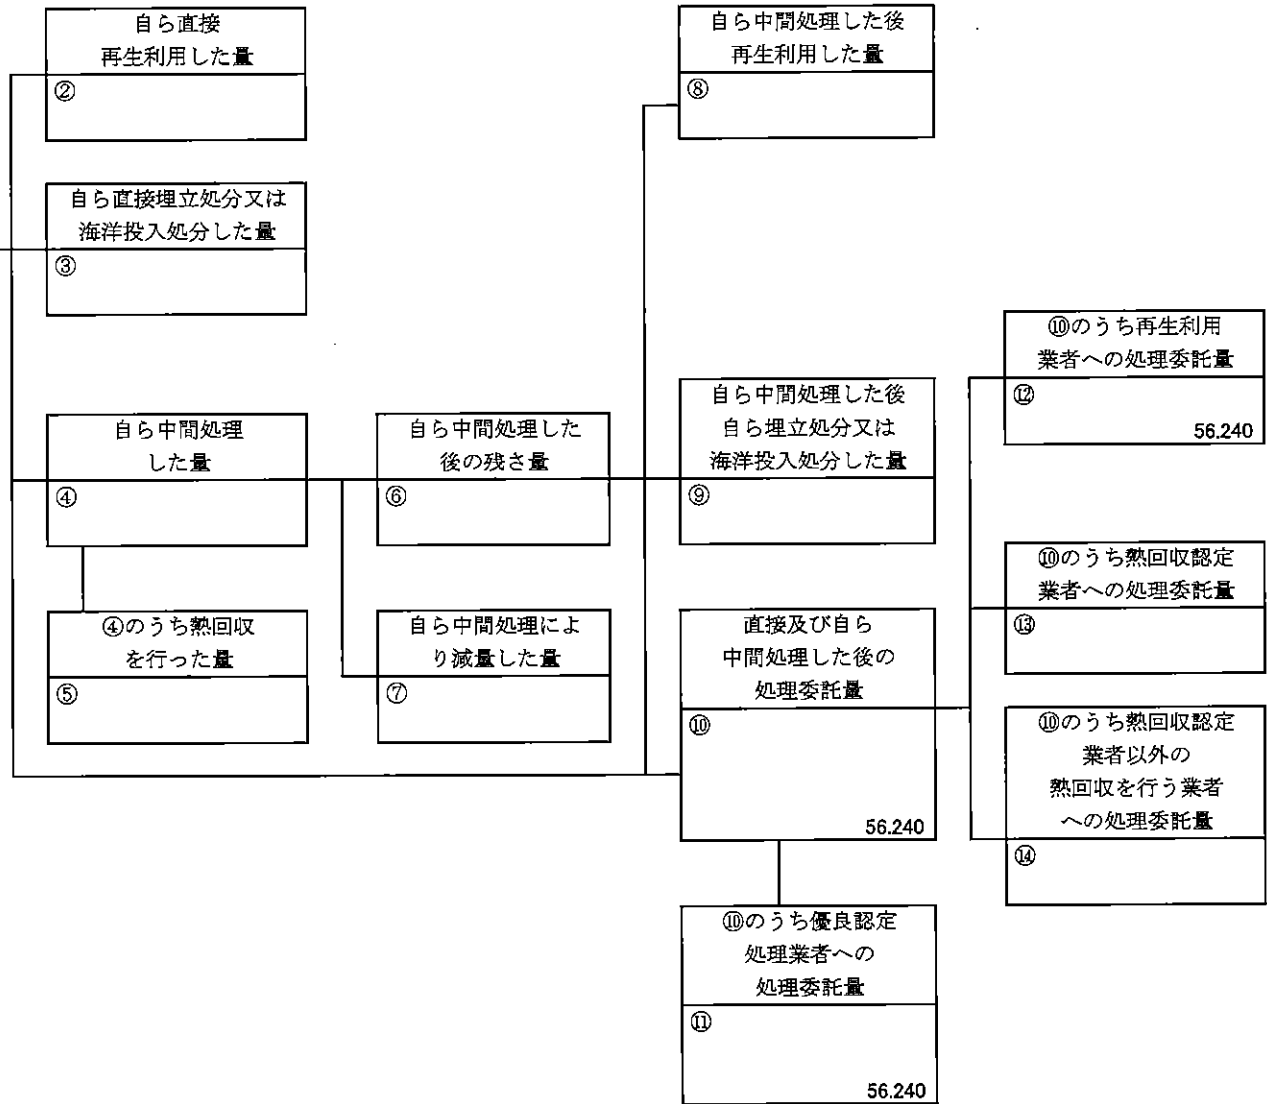 自ら直接
再生利用した量
②
自ら中間処理した後
再生利用した量
⑧
自ら直接埋立処分又は
海洋投入処分した量
③
⑩のうち再生利用
業者への処理委託量
⑫
56.240
自ら中間処理
した量
④
自ら中間処理した
後の残さ量
⑥
自ら中間処理した後
自ら埋立処分又は
海洋投入処分した量
⑨
⑩のうち熱回収認定
業者への処理委託量
⑬
④のうち熱回収
を行った量
⑤
自ら中間処理によ
り減量した量
⑦
直接及び自ら
中間処理した後の
処理委託量
⑩
56.240
⑩のうち熱回収認定
業者以外の
熱回収を行う業者
への処理委託量
⑭
⑩のうち優良認定
処理業者への
処理委託量
⑪
56.240